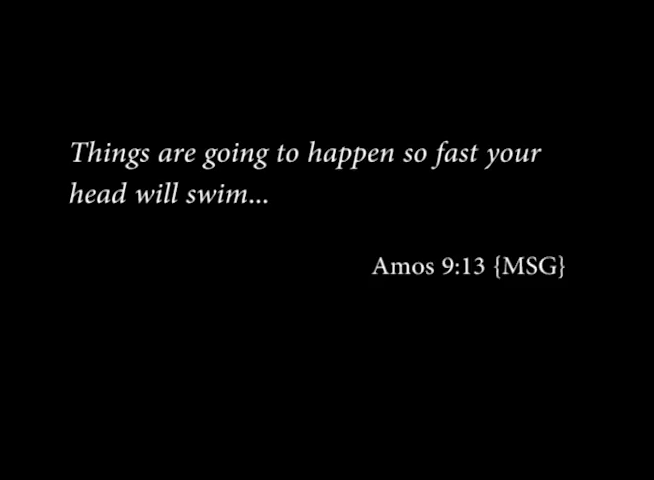 Things are going to happen so fast your
head will swim...
Amos 9:13 {MSG}